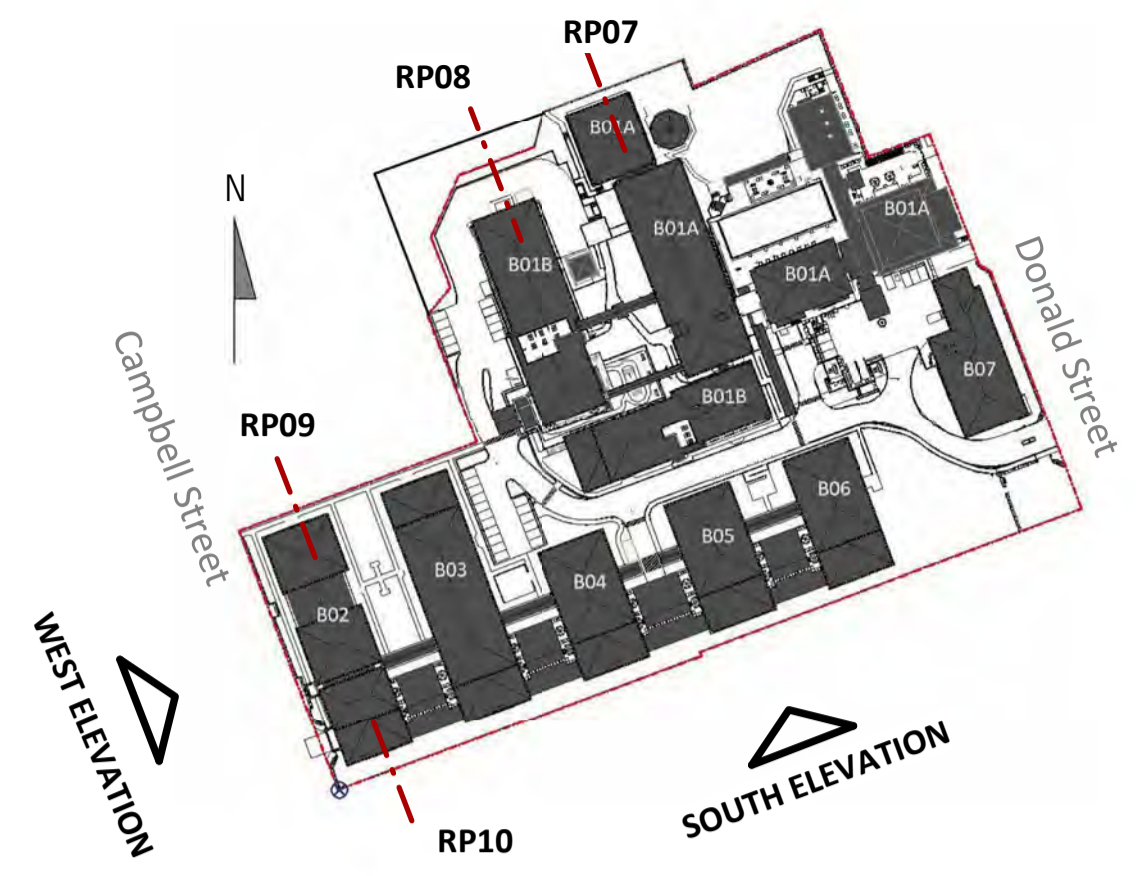 RP07
RP08
B01A
N
B01A
B01A
B01B
B01A
Donald Street
Campbell Street
B07
B01B
RP09
B06
B05
B03
B04
B02
WEST ELEVATION
SOUTH ELEVATION
RP10